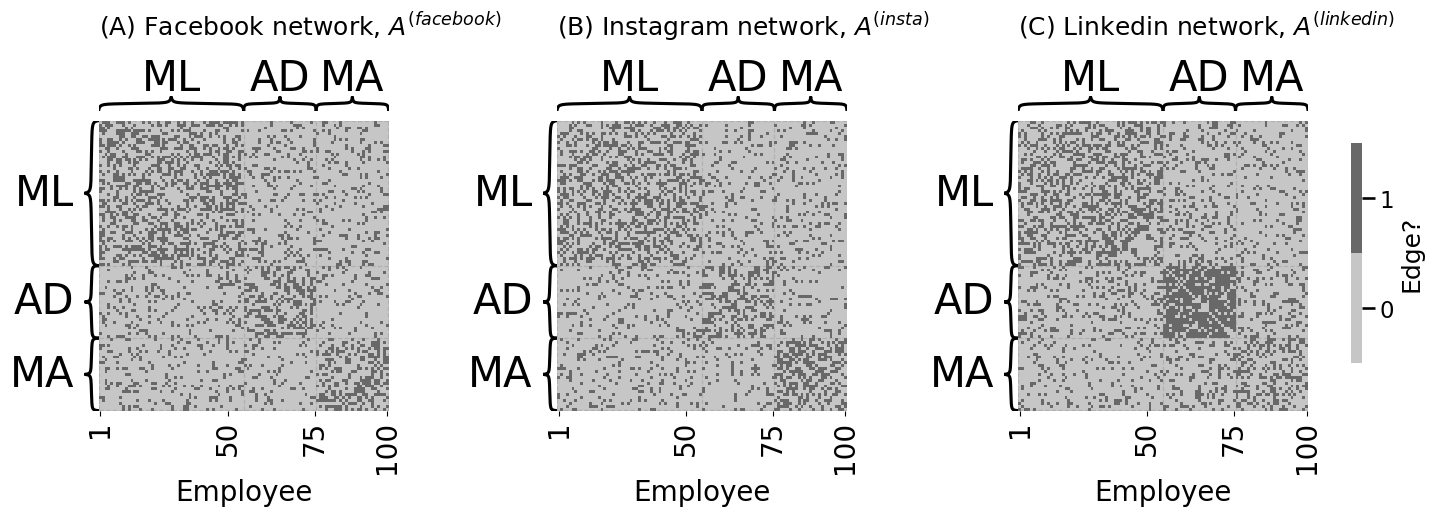 (A) Facebook network, A^(facebook)
(B) Instagram network, A^(insta)
(C) Linkedin network, A^(linkedin)
ML AD MA
ML AD MA
ML AD MA
ML
AD
MA
ML
AD
MA
ML
AD
MA
1 50 75 100
1 50 75 100
1 50 75 100
Employee
Employee
Employee
1
0
Edge?